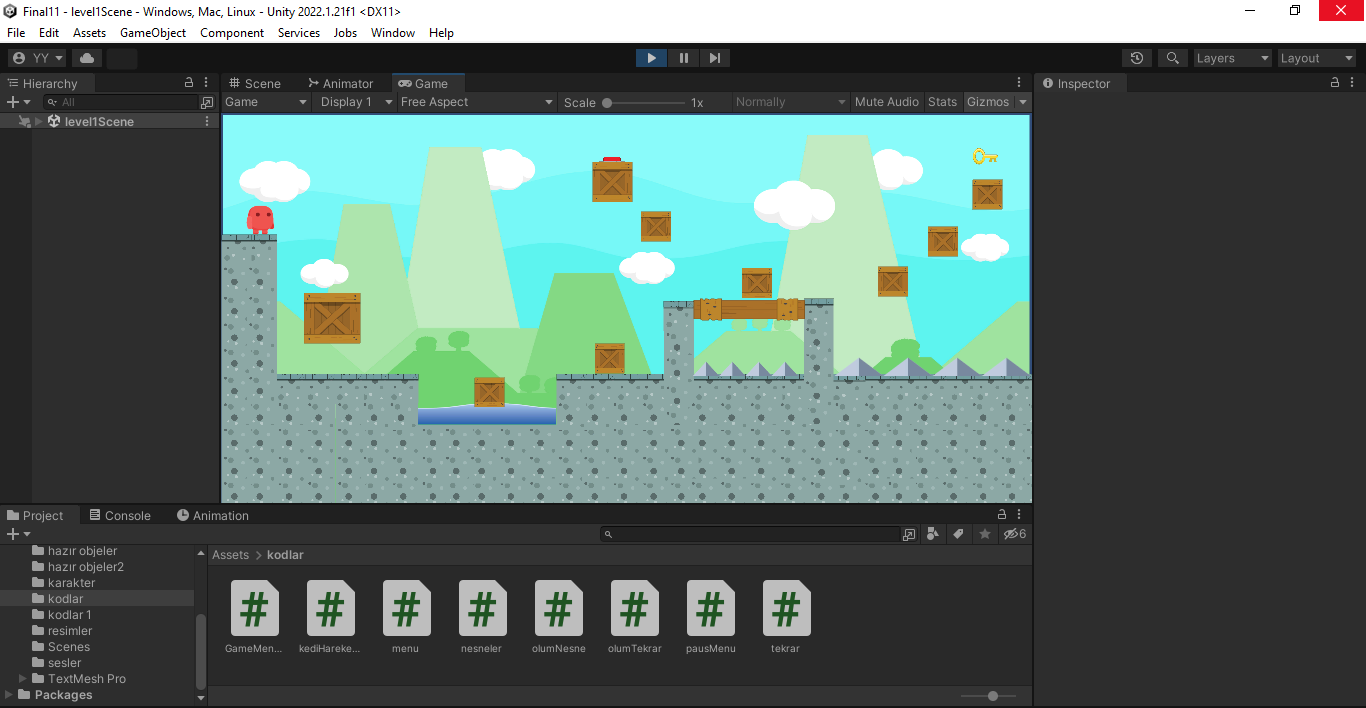 Final11 - level1Scene - Windows, Mac, Linux - Unity 2022.1.21f1 <DX11>
File Edit Assets GameObject Component Services Jobs Window Help
YY Layers Layout
Hierarchy Scene Animator Game Inspector
All Game Display 1 Free Aspect Scale 1x Normally Mute Audio Stats Gizmos
level1Scene
Project Console Animation
6
hazır objeler
Assets > kodlar
hazır objeler2
karakter
kodlar
kodlar 1
resimler
Scenes
sesler
TextMesh Pro
Packages
# # # # # # # #
GameMen... kediHareke... menu nesneler olumNesne olumTekrar pausMenu tekrar